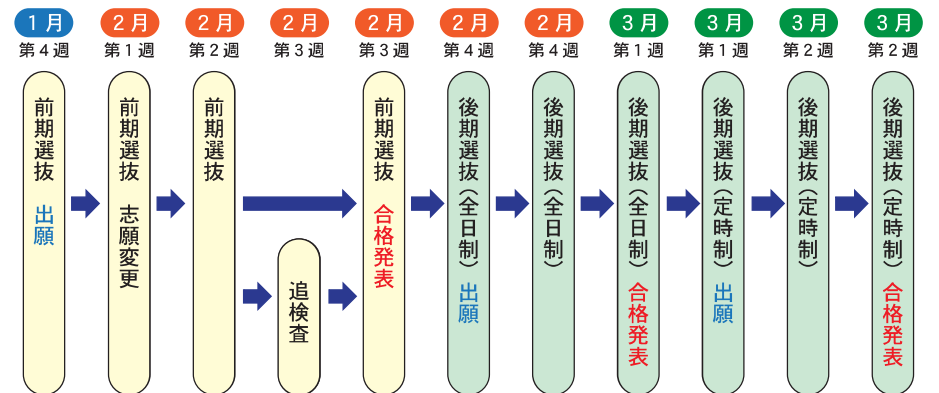 1月
第4週
前期選抜 出願
2月
第1週
前期選抜 志願変更
2月
第2週
前期選抜
2月
第3週
追検査
2月
第3週
前期選抜 合格発表
2月
第4週
後期選抜(全日制) 出願
2月
第4週
後期選抜(全日制)
3月
第1週
後期選抜(全日制) 合格発表
3月
第1週
後期選抜(定時制) 出願
3月
第2週
後期選抜(定時制)
3月
第2週
後期選抜(定時制) 合格発表